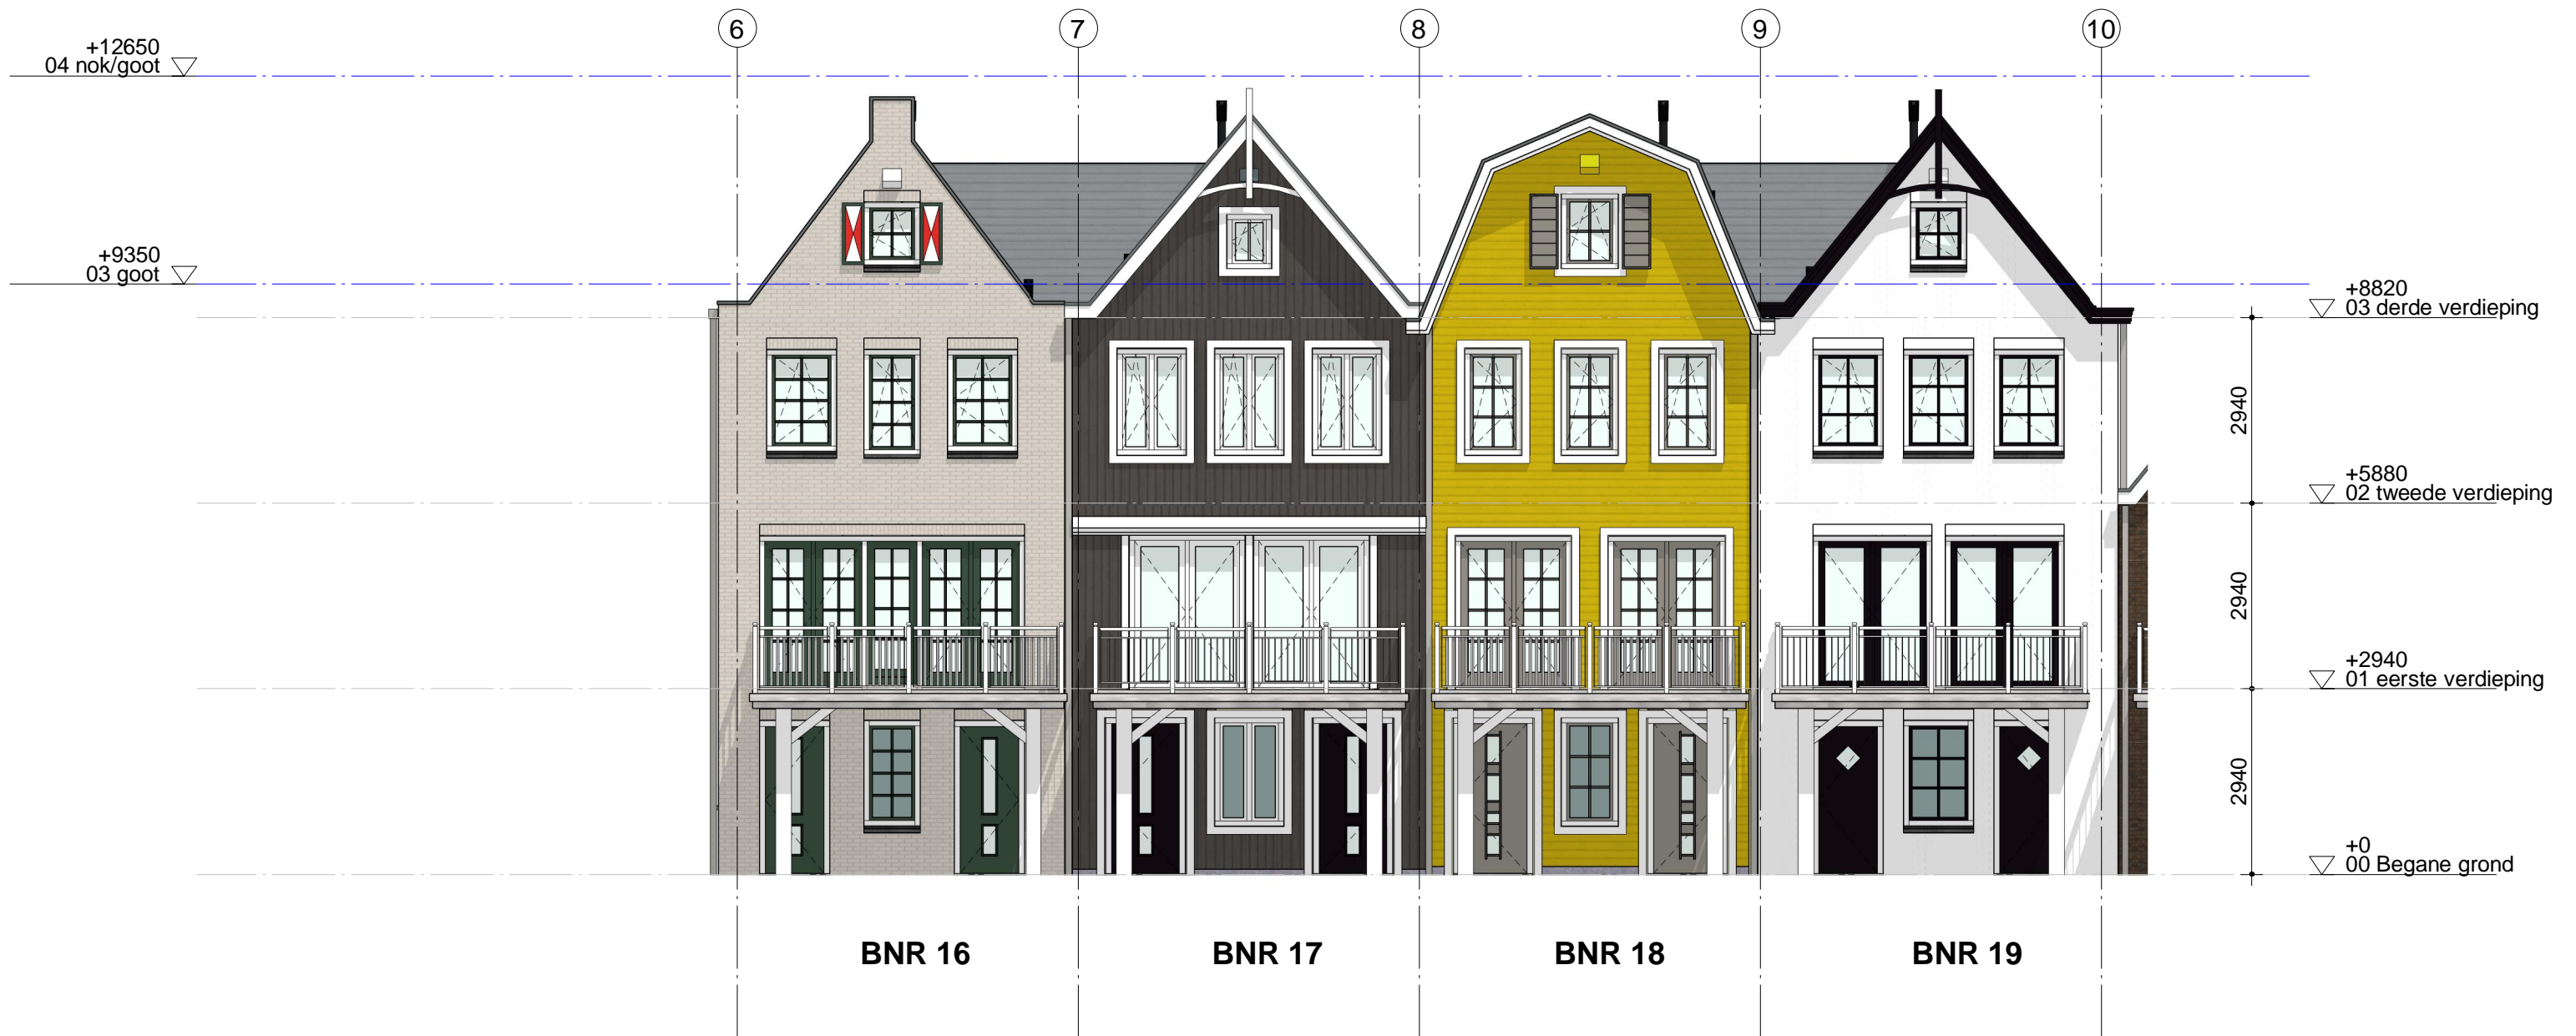 6
7
8
9
10
+12650
04 nok/goot
+9350
03 goot
+8820
03 derde verdieping
2940
+5880
02 tweede verdieping
2940
+2940
01 eerste verdieping
2940
+0
00 Begane grond
BNR 16
BNR 17
BNR 18
BNR 19